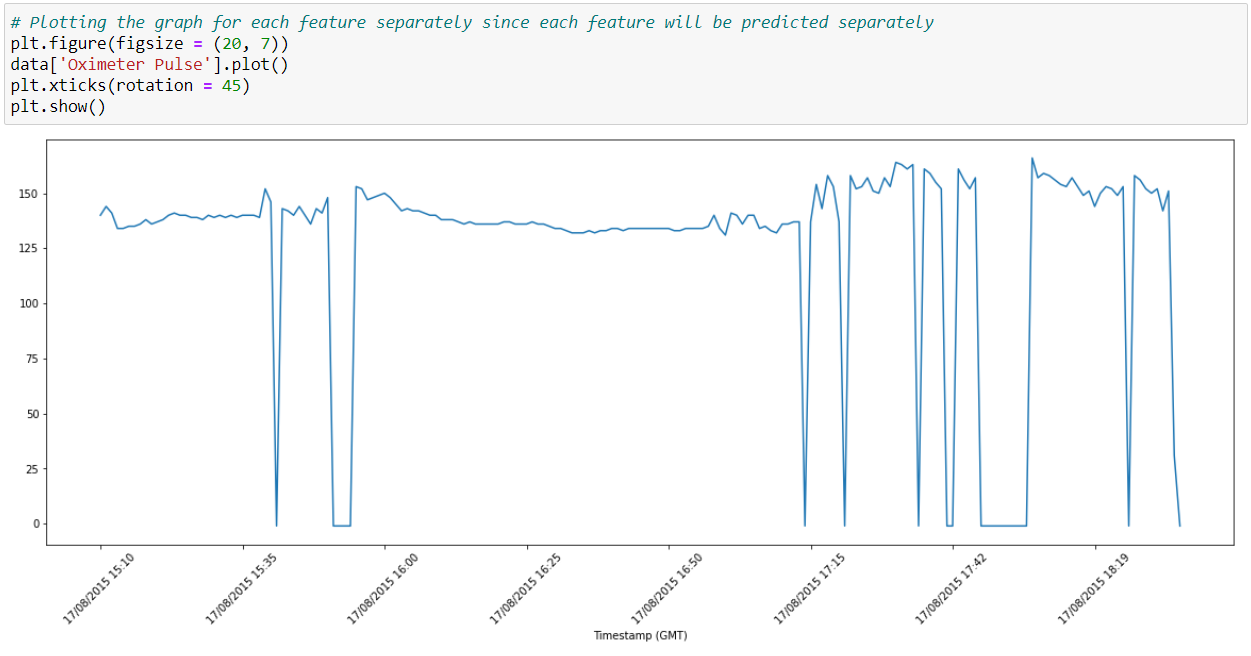 # Plotting the graph for each feature separately since each feature will be predicted separately
plt.figure(figsize = (20, 7))
data['Oximeter Pulse'].plot()
plt.xticks(rotation = 45)
plt.show()
150
125
100
75
50
25
0
17/08/2015 15:10
17/08/2015 15:35
17/08/2015 16:00
17/08/2015 16:25
17/08/2015 16:50
17/08/2015 17:15
17/08/2015 17:42
17/08/2015 18:19
Timestamp (GMT)